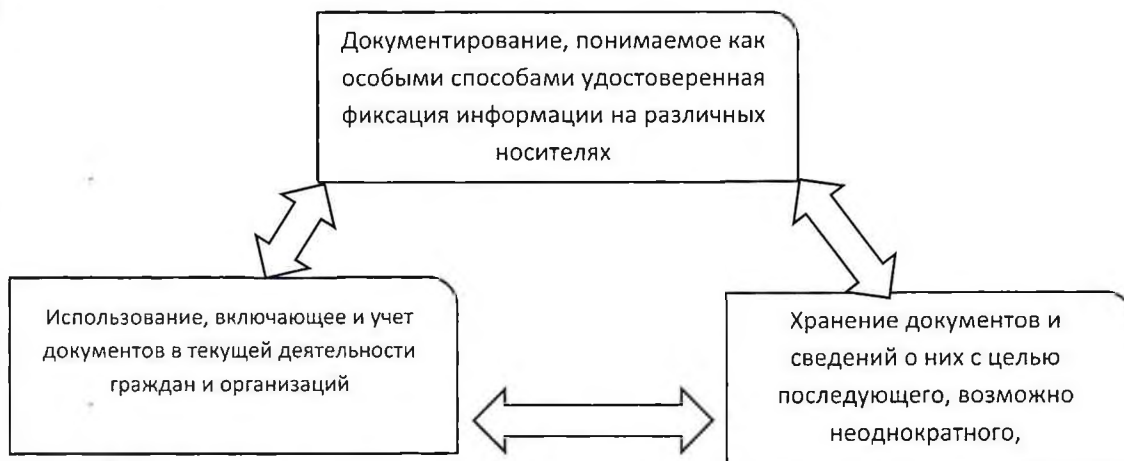 Документирование, понимаемое как
особыми способами удостоверенная
фиксация информации на различных
носителях
Использование, включающее и учет
документов в текущей деятельности
граждан и организаций
Хранение документов и
сведений о них с целью
последующего, возможно
неоднократного,